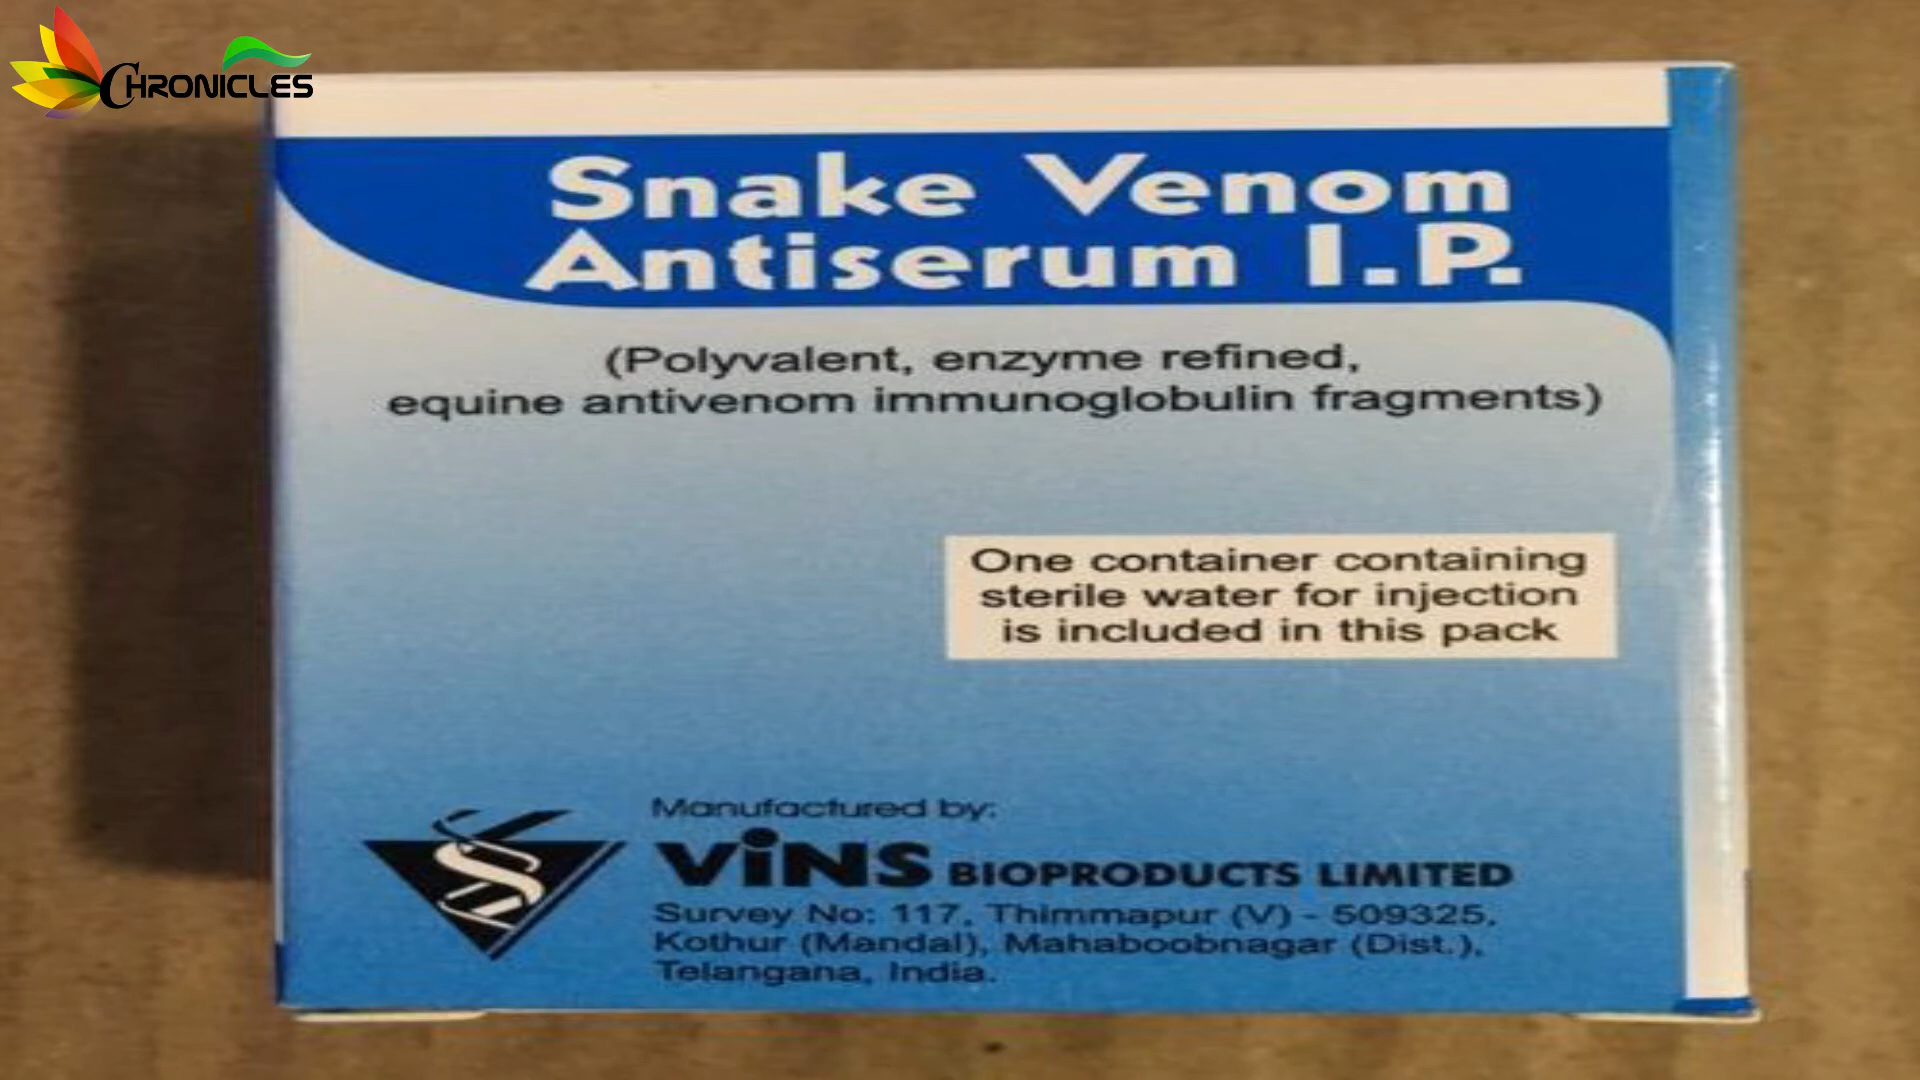 CHRONICLES
Snake Venom
Antiserum I.P.
(Polyvalent, enzyme refined,
equine antivenom immunoglobulin fragments)
One container containing
sterile water for injection
is included in this pack
Manufactured by:
ViNS BIOPRODUCTS LIMITED
Survey No: 117, Thimmapur (V) - 509325,
Kothur (Mandal), Mahaboobnagar (Dist.),
Telangana, India.